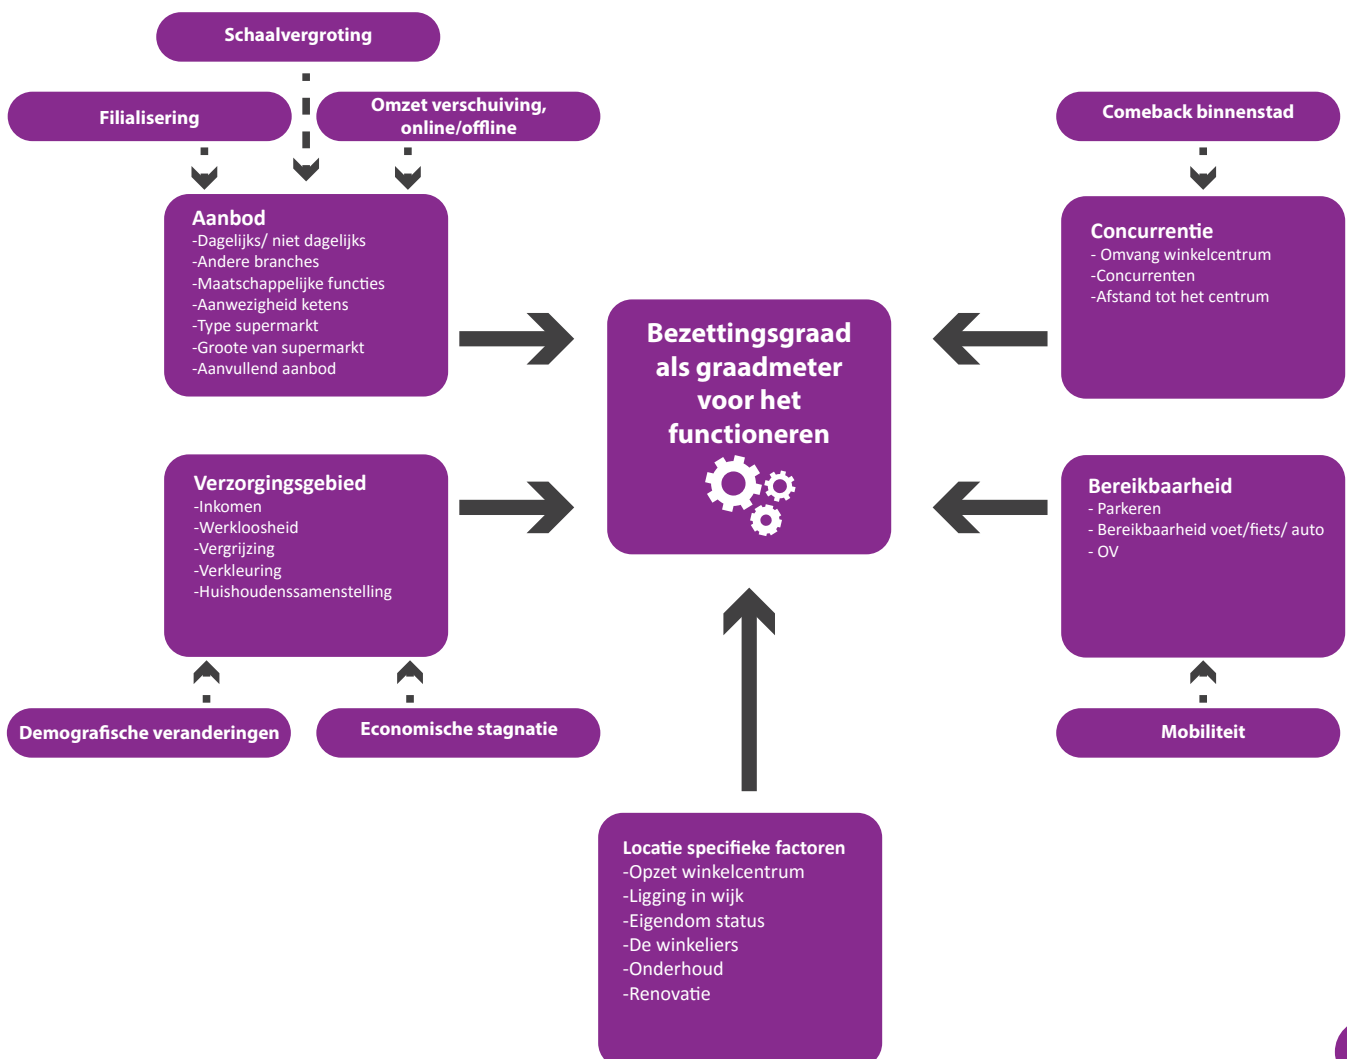 Schaalvergroting
Filialisering
Omzet verschuiving,
online/offline
Comeback binnenstad
Aanbod
-Dagelijks/ niet dagelijks
-Andere branches
-Maatschappelijke functies
-Aanwezigheid ketens
-Type supermarkt
-Groote van supermarkt
-Aanvullend aanbod
Concurrentie
- Omvang winkelcentrum
-Concurrenten
-Afstand tot het centrum
Bezettingsgraad
als graadmeter
voor het
functioneren
Verzorgingsgebied
-Inkomen
-Werkloosheid
-Vergrijzing
-Verkleuring
-Huishoudenssamenstelling
Bereikbaarheid
- Parkeren
- Bereikbaarheid voet/fiets/ auto
- OV
Demografische veranderingen
Economische stagnatie
Mobiliteit
Locatie specifieke factoren
-Opzet winkelcentrum
-Ligging in wijk
-Eigendom status
-De winkeliers
-Onderhoud
-Renovatie